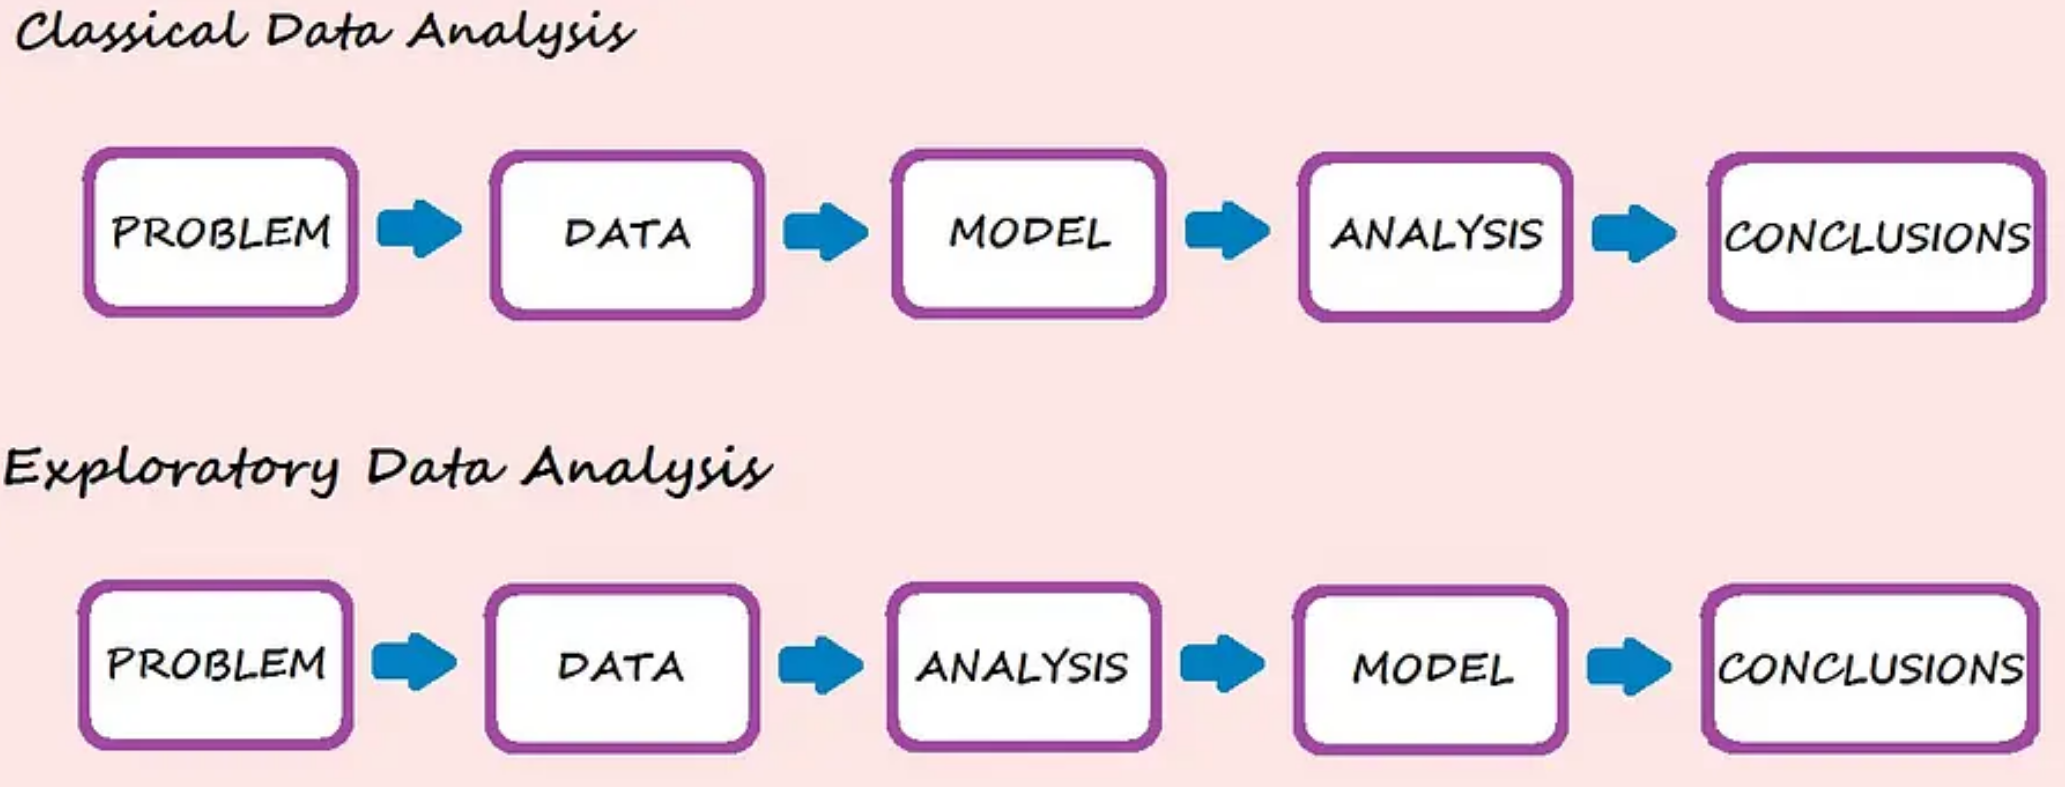 Classical Data Analysis
PROBLEM DATA MODEL ANALYSIS CONCLUSIONS
Exploratory Data Analysis
PROBLEM DATA ANALYSIS MODEL CONCLUSIONS